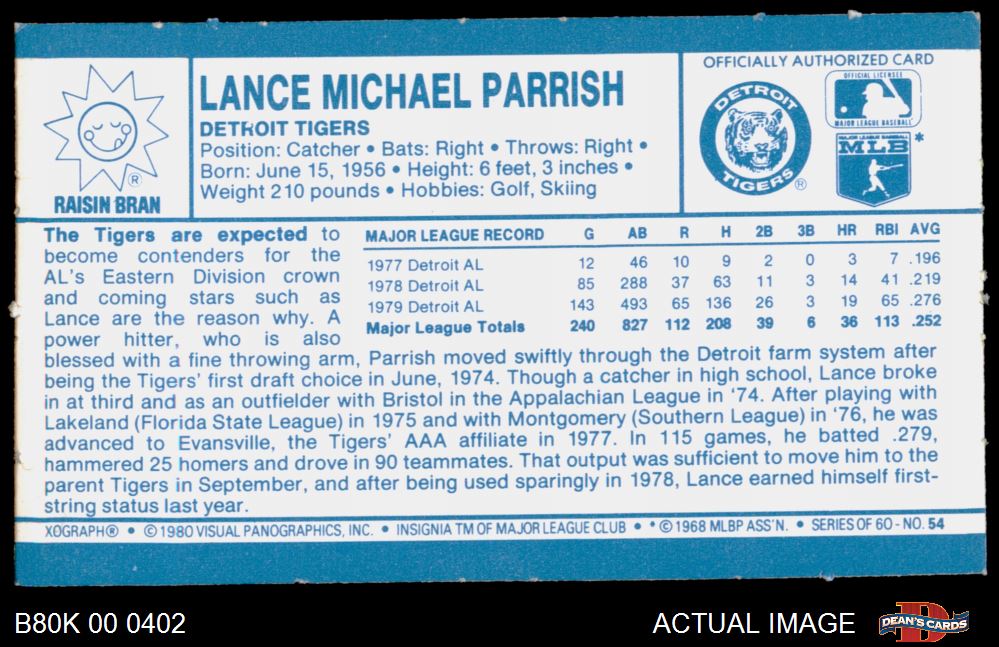 RAISIN BRAN
®
LANCE MICHAEL PARRISH
DETROIT TIGERS
Position: Catcher • Bats: Right • Throws: Right •
Born: June 15, 1956 • Height: 6 feet, 3 inches •
Weight 210 pounds • Hobbies: Golf, Skiing
OFFICIALLY AUTHORIZED CARD
DETROIT
TIGERS
®
OFFICIAL LICENSEE
MAJOR LEAGUE BASEBALL
MAJOR LEAGUE BASEBALL
MLB
*
The Tigers are expected to
become contenders for the
AL's Eastern Division crown
and coming stars such as
Lance are the reason why. A
power hitter, who is also
MAJOR LEAGUE RECORD G AB R H 2B 3B HR RBI AVG
1977 Detroit AL 12 46 10 9 2 0 3 7 .196
1978 Detroit AL 85 288 37 63 11 3 14 41 .219
1979 Detroit AL 143 493 65 136 26 3 19 65 .276
Major League Totals 240 827 112 208 39 6 36 113 .252
blessed with a fine throwing arm, Parrish moved swiftly through the Detroit farm system after
being the Tigers' first draft choice in June, 1974. Though a catcher in high school, Lance broke
in at third and as an outfielder with Bristol in the Appalachian League in '74. After playing with
Lakeland (Florida State League) in 1975 and with Montgomery (Southern League) in '76, he was
advanced to Evansville, the Tigers' AAA affiliate in 1977. In 115 games, he batted .279,
hammered 25 homers and drove in 90 teammates. That output was sufficient to move him to the
parent Tigers in September, and after being used sparingly in 1978, Lance earned himself first-
string status last year.
XOGRAPH® • ©1980 VISUAL PANOGRAPHICS, INC. • INSIGNIA TM OF MAJOR LEAGUE CLUB • *©1968 MLBP ASS'N. • SERIES OF 60 - NO. 54
B80K 00 0402
ACTUAL IMAGE
D
DEAN'S CARDS